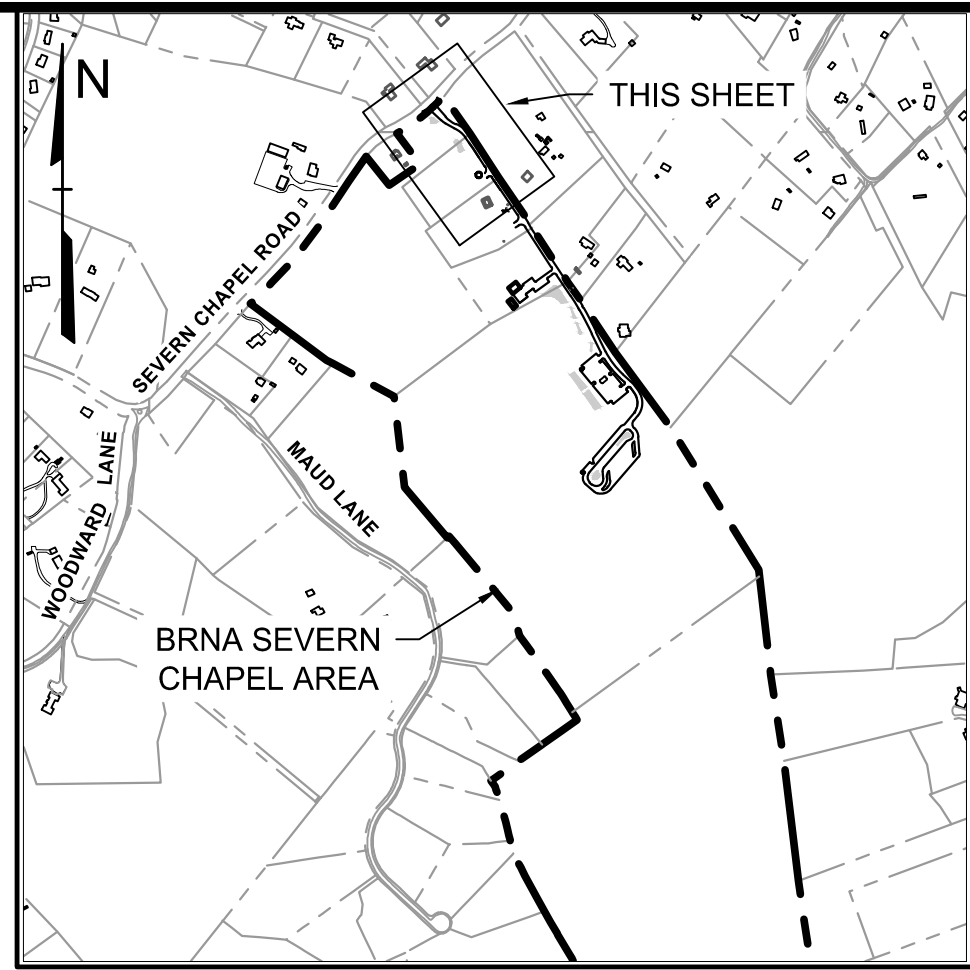 N
THIS SHEET
SEVERN CHAPEL ROAD
WOODWARD LANE
MAUD LANE
BRNA SEVERN
CHAPEL AREA